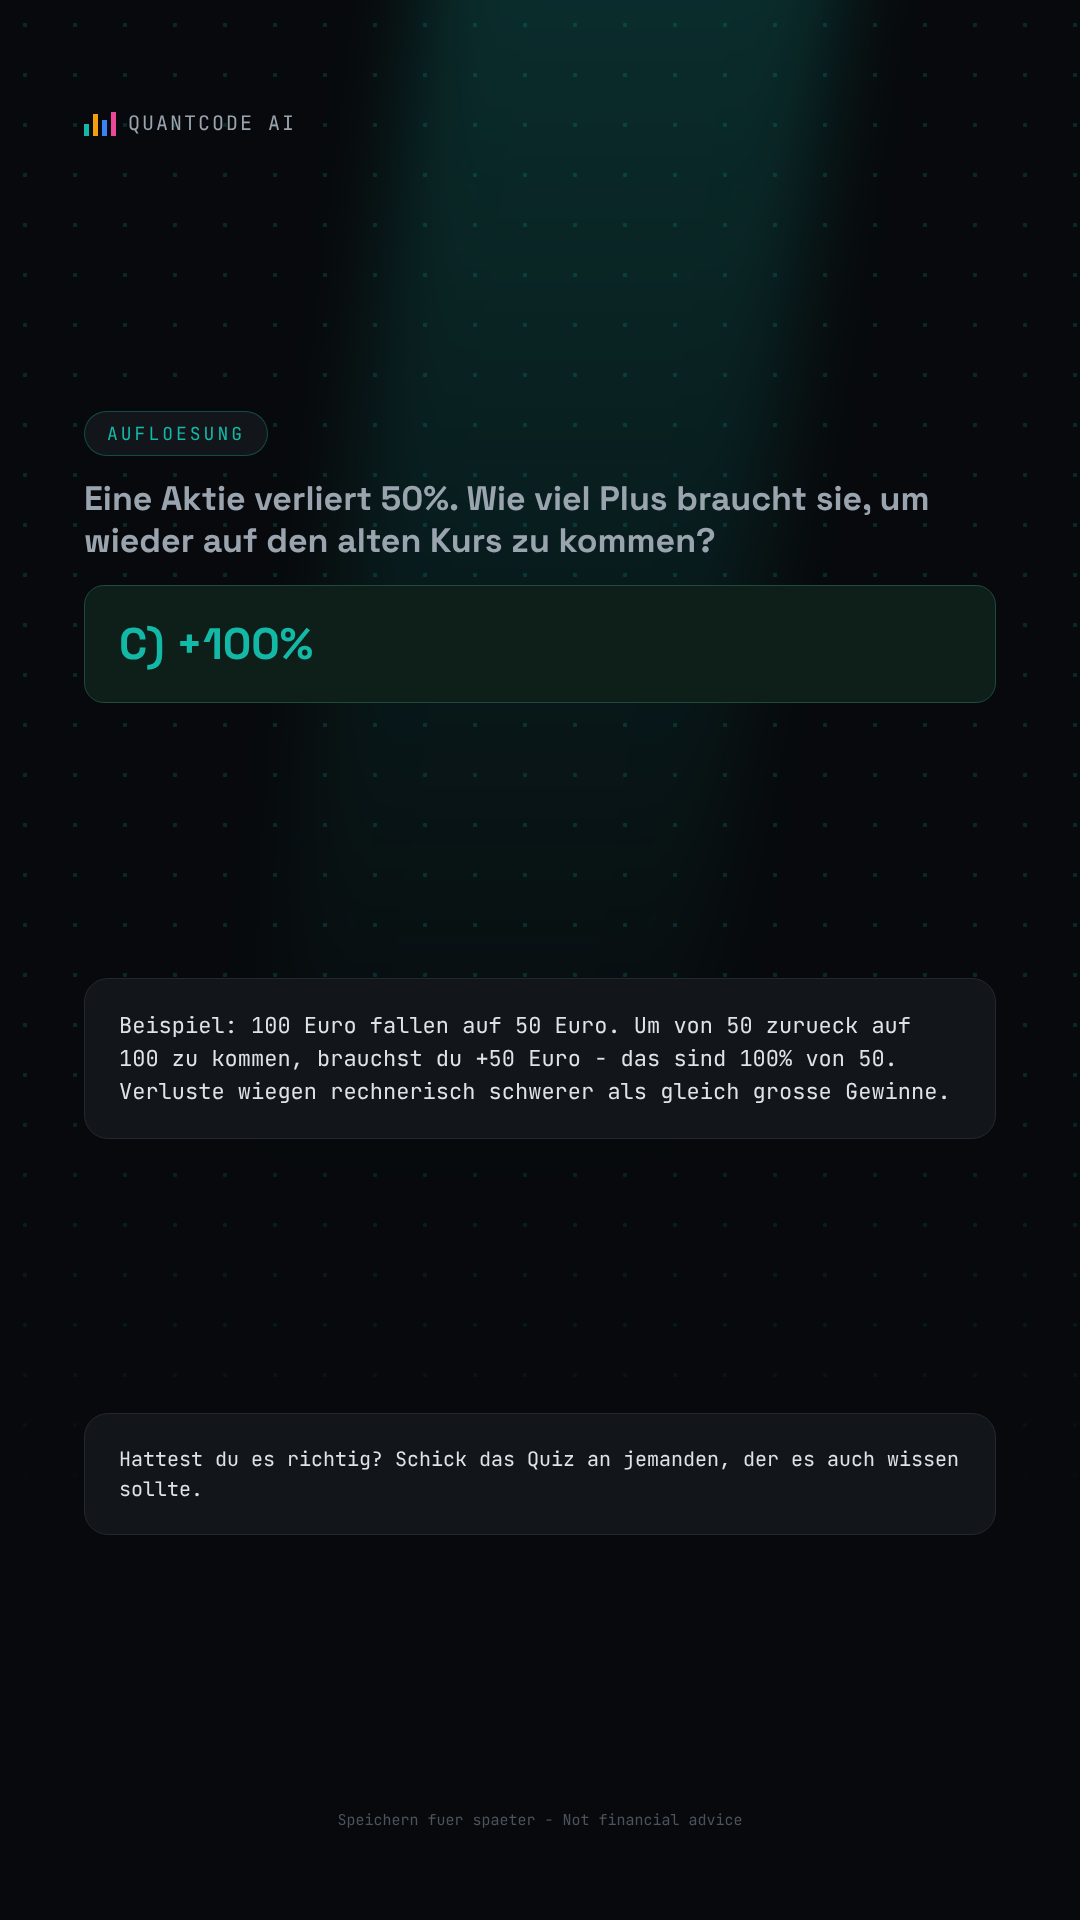 QUANTCODE AI
AUFLOESUNG
Eine Aktie verliert 50%. Wie viel Plus braucht sie, um
wieder auf den alten Kurs zu kommen?
C) +100%
Beispiel: 100 Euro fallen auf 50 Euro. Um von 50 zurueck auf
100 zu kommen, brauchst du +50 Euro - das sind 100% von 50.
Verluste wiegen rechnerisch schwerer als gleich grosse Gewinne.
Hattest du es richtig? Schick das Quiz an jemanden, der es auch wissen
sollte.
Speichern fuer spaeter - Not financial advice